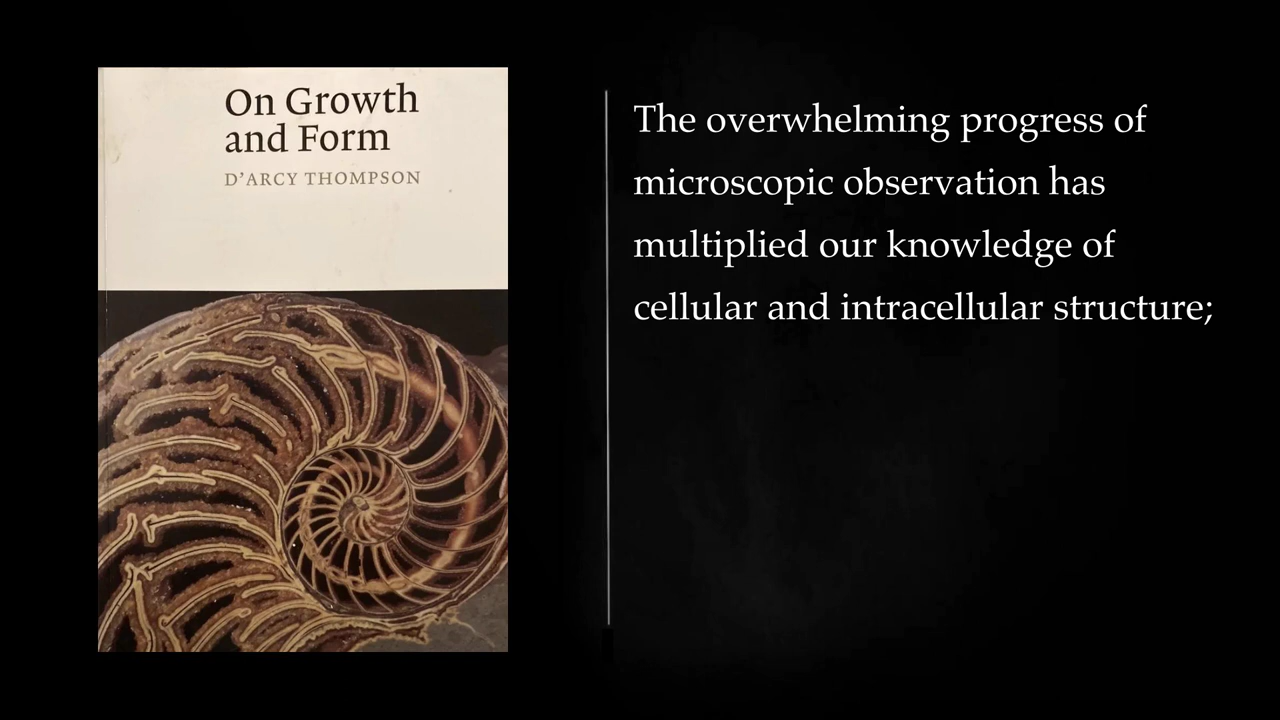 On Growth
and Form
D'ARCY THOMPSON
The overwhelming progress of
microscopic observation has
multiplied our knowledge of
cellular and intracellular structure;